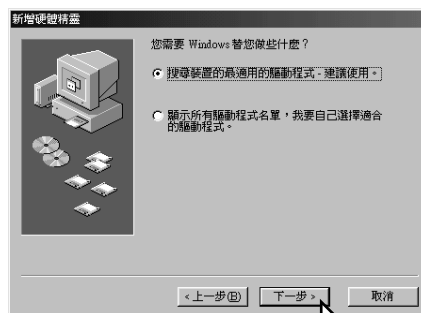 新增硬體精靈
您需要 Windows 替您做些什麼？
搜尋裝置的最適用的驅動程式 - 建議使用。
顯示所有驅動程式名單，我要自己選擇適合
的驅動程式。
<上一步(B)
下一步>
取消